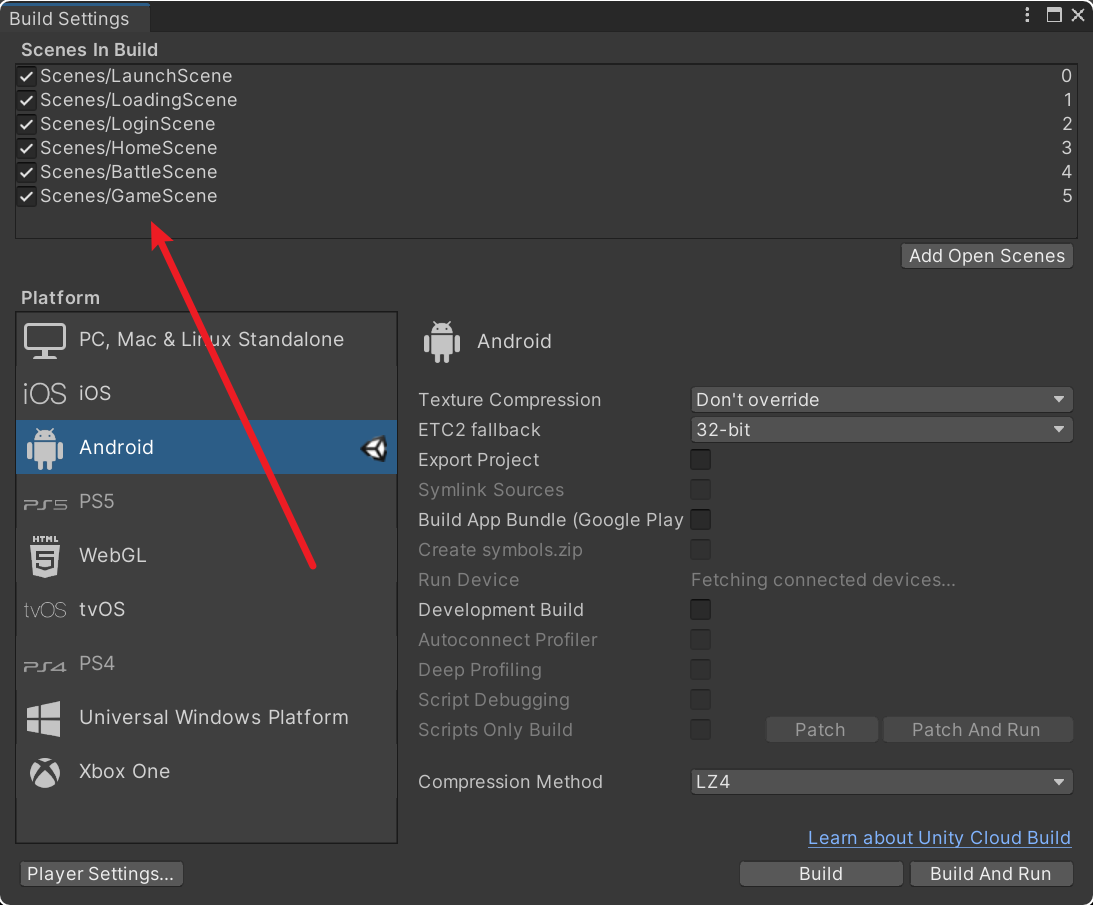 Build Settings
Scenes In Build
Scenes/LaunchScene 0
Scenes/LoadingScene 1
Scenes/LoginScene 2
Scenes/HomeScene 3
Scenes/BattleScene 4
Scenes/GameScene 5
Add Open Scenes
Platform
PC, Mac & Linux Standalone
iOS iOS
Android
PS5 PS5
HTML 5 WebGL
tvOS tvOS
PS4 PS4
Universal Windows Platform
Xbox One
Android
Texture Compression Don't override
ETC2 fallback 32-bit
Export Project
Symlink Sources
Build App Bundle (Google Play
Create symbols.zip
Run Device Fetching connected devices...
Development Build
Autoconnect Profiler
Deep Profiling
Script Debugging
Scripts Only Build Patch Patch And Run
Compression Method LZ4
Learn about Unity Cloud Build
Player Settings... Build Build And Run